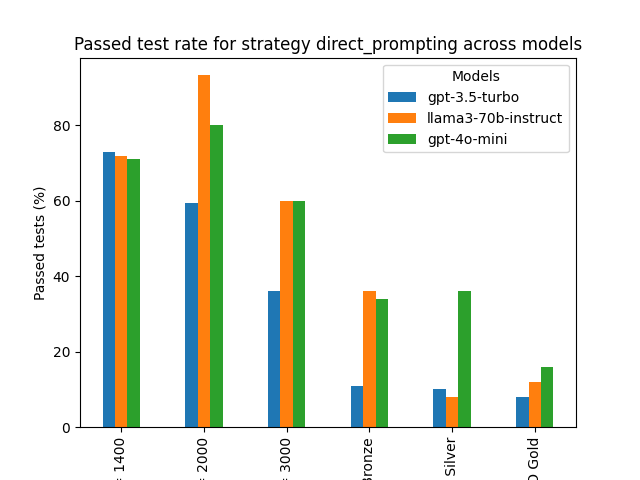 Passed test rate for strategy direct_prompting across models
Models
gpt-3.5-turbo
llama3-70b-instruct
gpt-4o-mini
Passed tests (%)
80
60
40
20
0
= 1400
= 2000
= 3000
Bronze
Silver
Gold